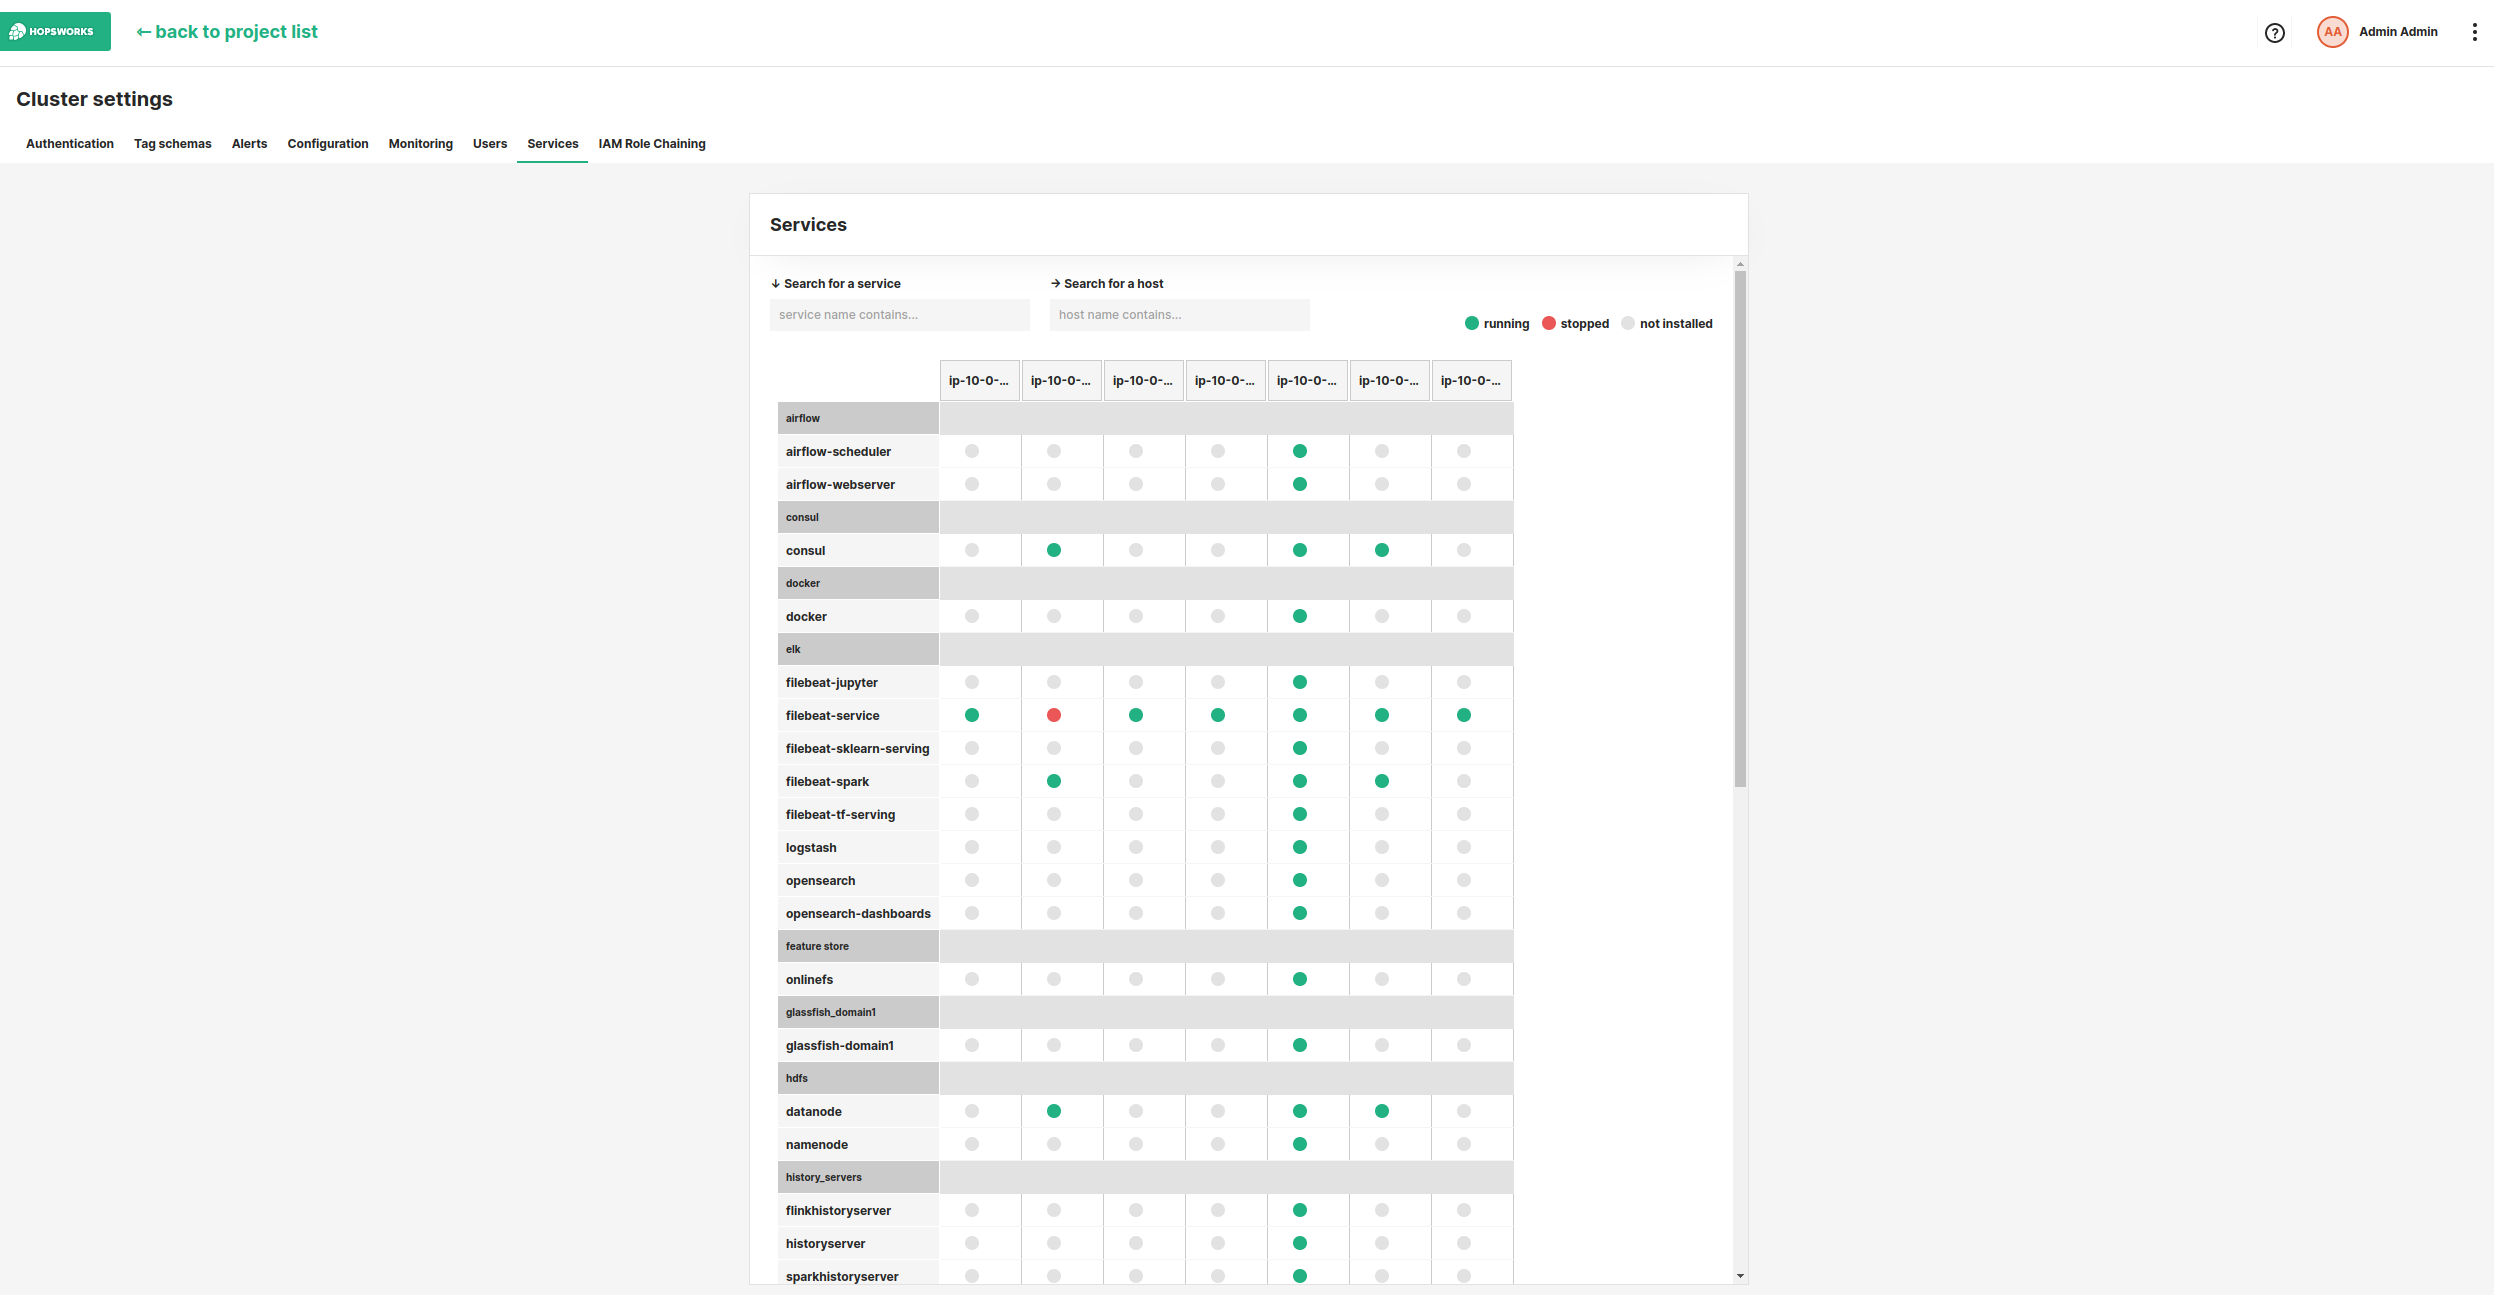 HOPSWORKS
← back to project list
?
AA
Admin Admin
Cluster settings
Authentication Tag schemas Alerts Configuration Monitoring Users Services IAM Role Chaining
Services
↓ Search for a service
→ Search for a host
service name contains...
host name contains...
running stopped not installed
ip-10-0-... ip-10-0-... ip-10-0-... ip-10-0-... ip-10-0-... ip-10-0-... ip-10-0-...
airflow
airflow-scheduler
airflow-webserver
consul
consul
docker
docker
elk
filebeat-jupyter
filebeat-service
filebeat-sklearn-serving
filebeat-spark
filebeat-tf-serving
logstash
opensearch
opensearch-dashboards
feature store
onlinefs
glassfish_domain1
glassfish-domain1
hdfs
datanode
namenode
history_servers
flinkhistoryserver
historyserver
sparkhistoryserver